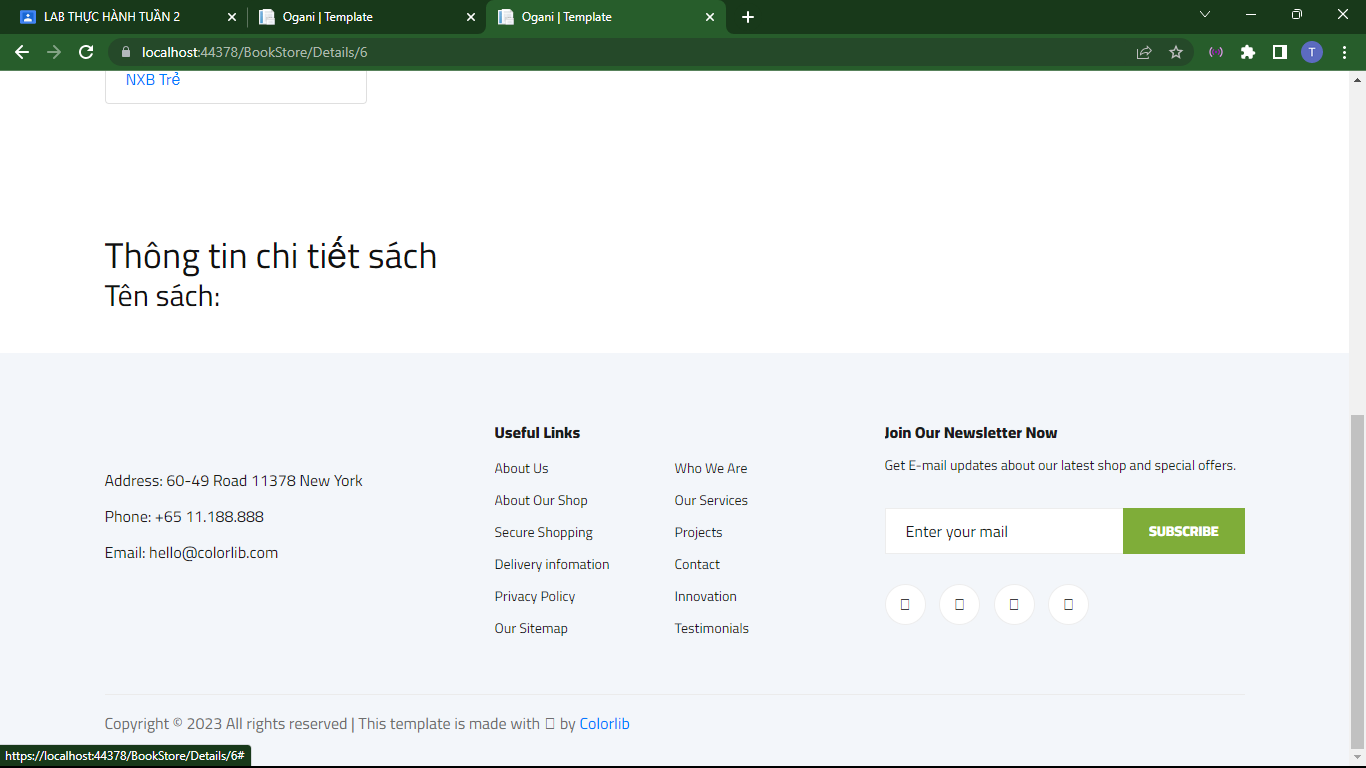 LAB THỰC HÀNH TUẦN 2
Ogani | Template
Ogani | Template
localhost:44378/BookStore/Details/6
T
NXB Trẻ
Thông tin chi tiết sách
Tên sách:
Address: 60-49 Road 11378 New York
Phone: +65 11.188.888
Email: hello@colorlib.com
Useful Links
About Us
About Our Shop
Secure Shopping
Delivery infomation
Privacy Policy
Our Sitemap
Who We Are
Our Services
Projects
Contact
Innovation
Testimonials
Join Our Newsletter Now
Get E-mail updates about our latest shop and special offers.
Enter your mail
SUBSCRIBE
Copyright © 2023 All rights reserved | This template is made with by Colorlib
https://localhost:44378/BookStore/Details/6#